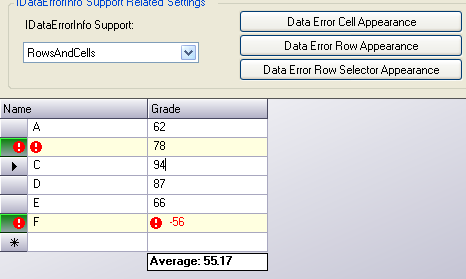 IDataErrorInfo Support Related Settings
IDataErrorInfo Support:
RowsAndCells
Data Error Cell Appearance
Data Error Row Appearance
Data Error Row Selector Appearance
Name Grade
A 62
78
C 94
D 87
E 66
F -56
Average: 55.17